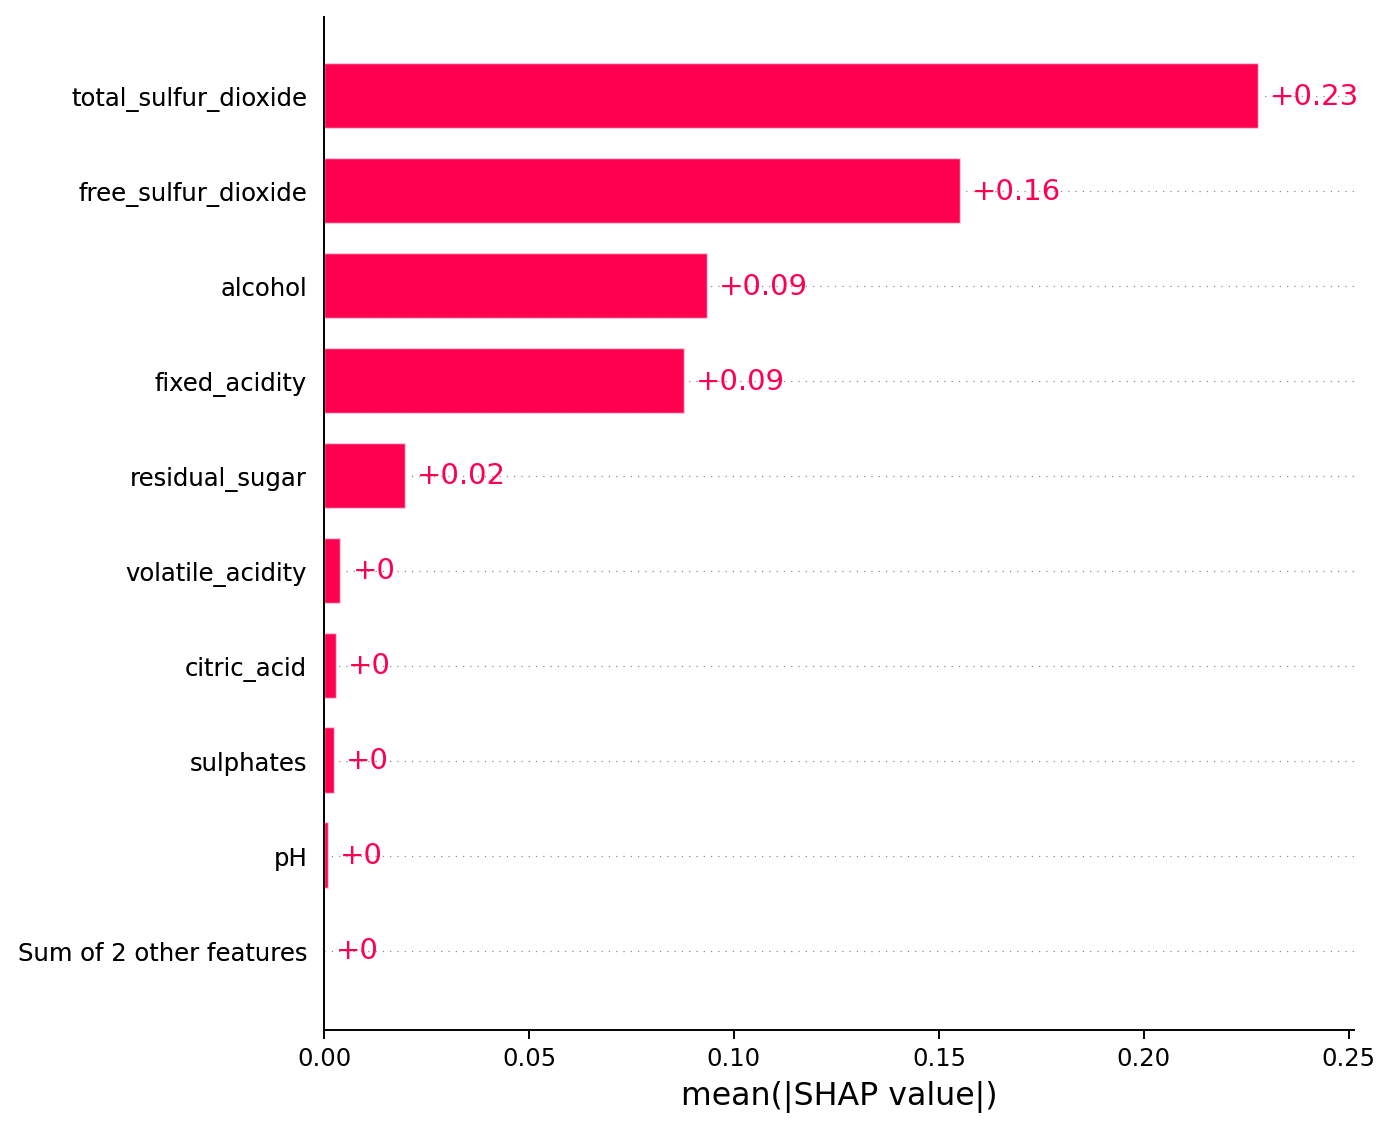 total_sulfur_dioxide +0.23
free_sulfur_dioxide +0.16
alcohol +0.09
fixed_acidity +0.09
residual_sugar +0.02
volatile_acidity +0
citric_acid +0
sulphates +0
pH +0
Sum of 2 other features +0
0.00 0.05 0.10 0.15 0.20 0.25
mean(|SHAP value|)